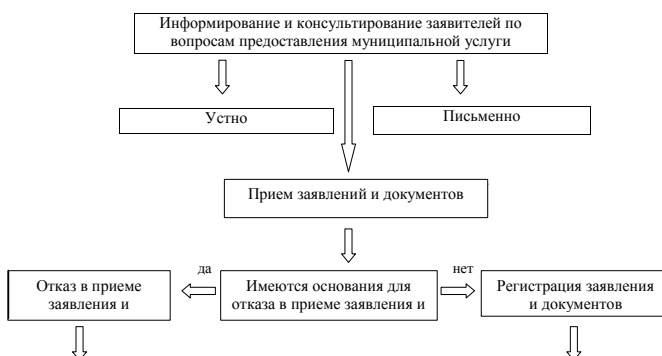 Информирование и консультирование заявителей по
вопросам предоставления муниципальной услуги
Устно
Письменно
Прием заявлений и документов
да
нет
Отказ в приеме
заявления и
Имеются основания для
отказа в приеме заявления и
Регистрация заявления
и документов